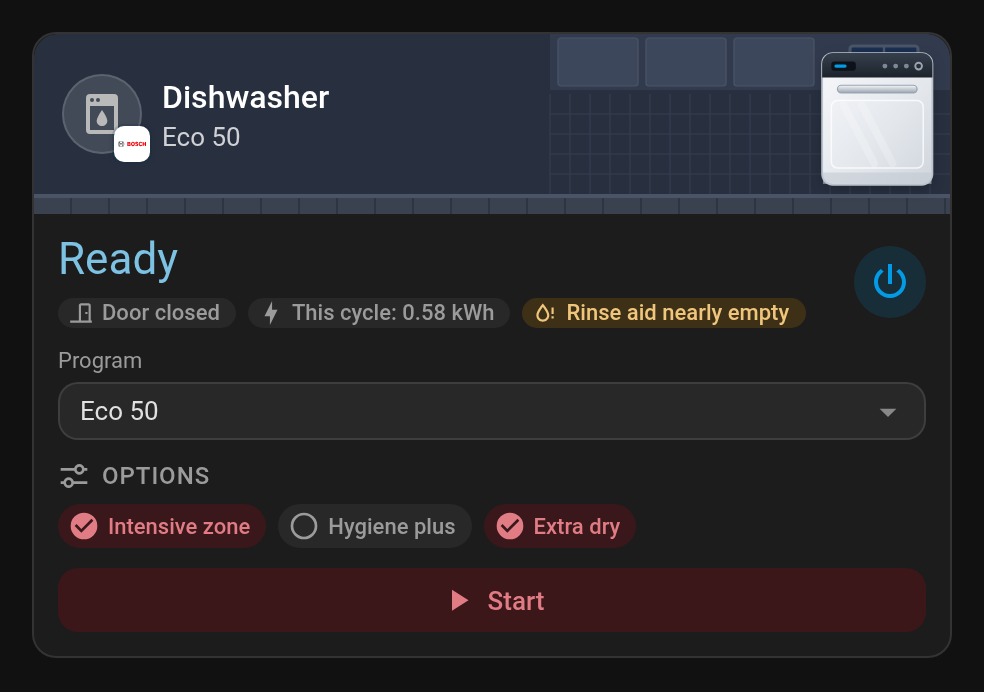 Dishwasher
Eco 50
BOSCH
Ready
Door closed
This cycle: 0.58 kWh
Rinse aid nearly empty
Program
Eco 50
OPTIONS
Intensive zone
Hygiene plus
Extra dry
Start